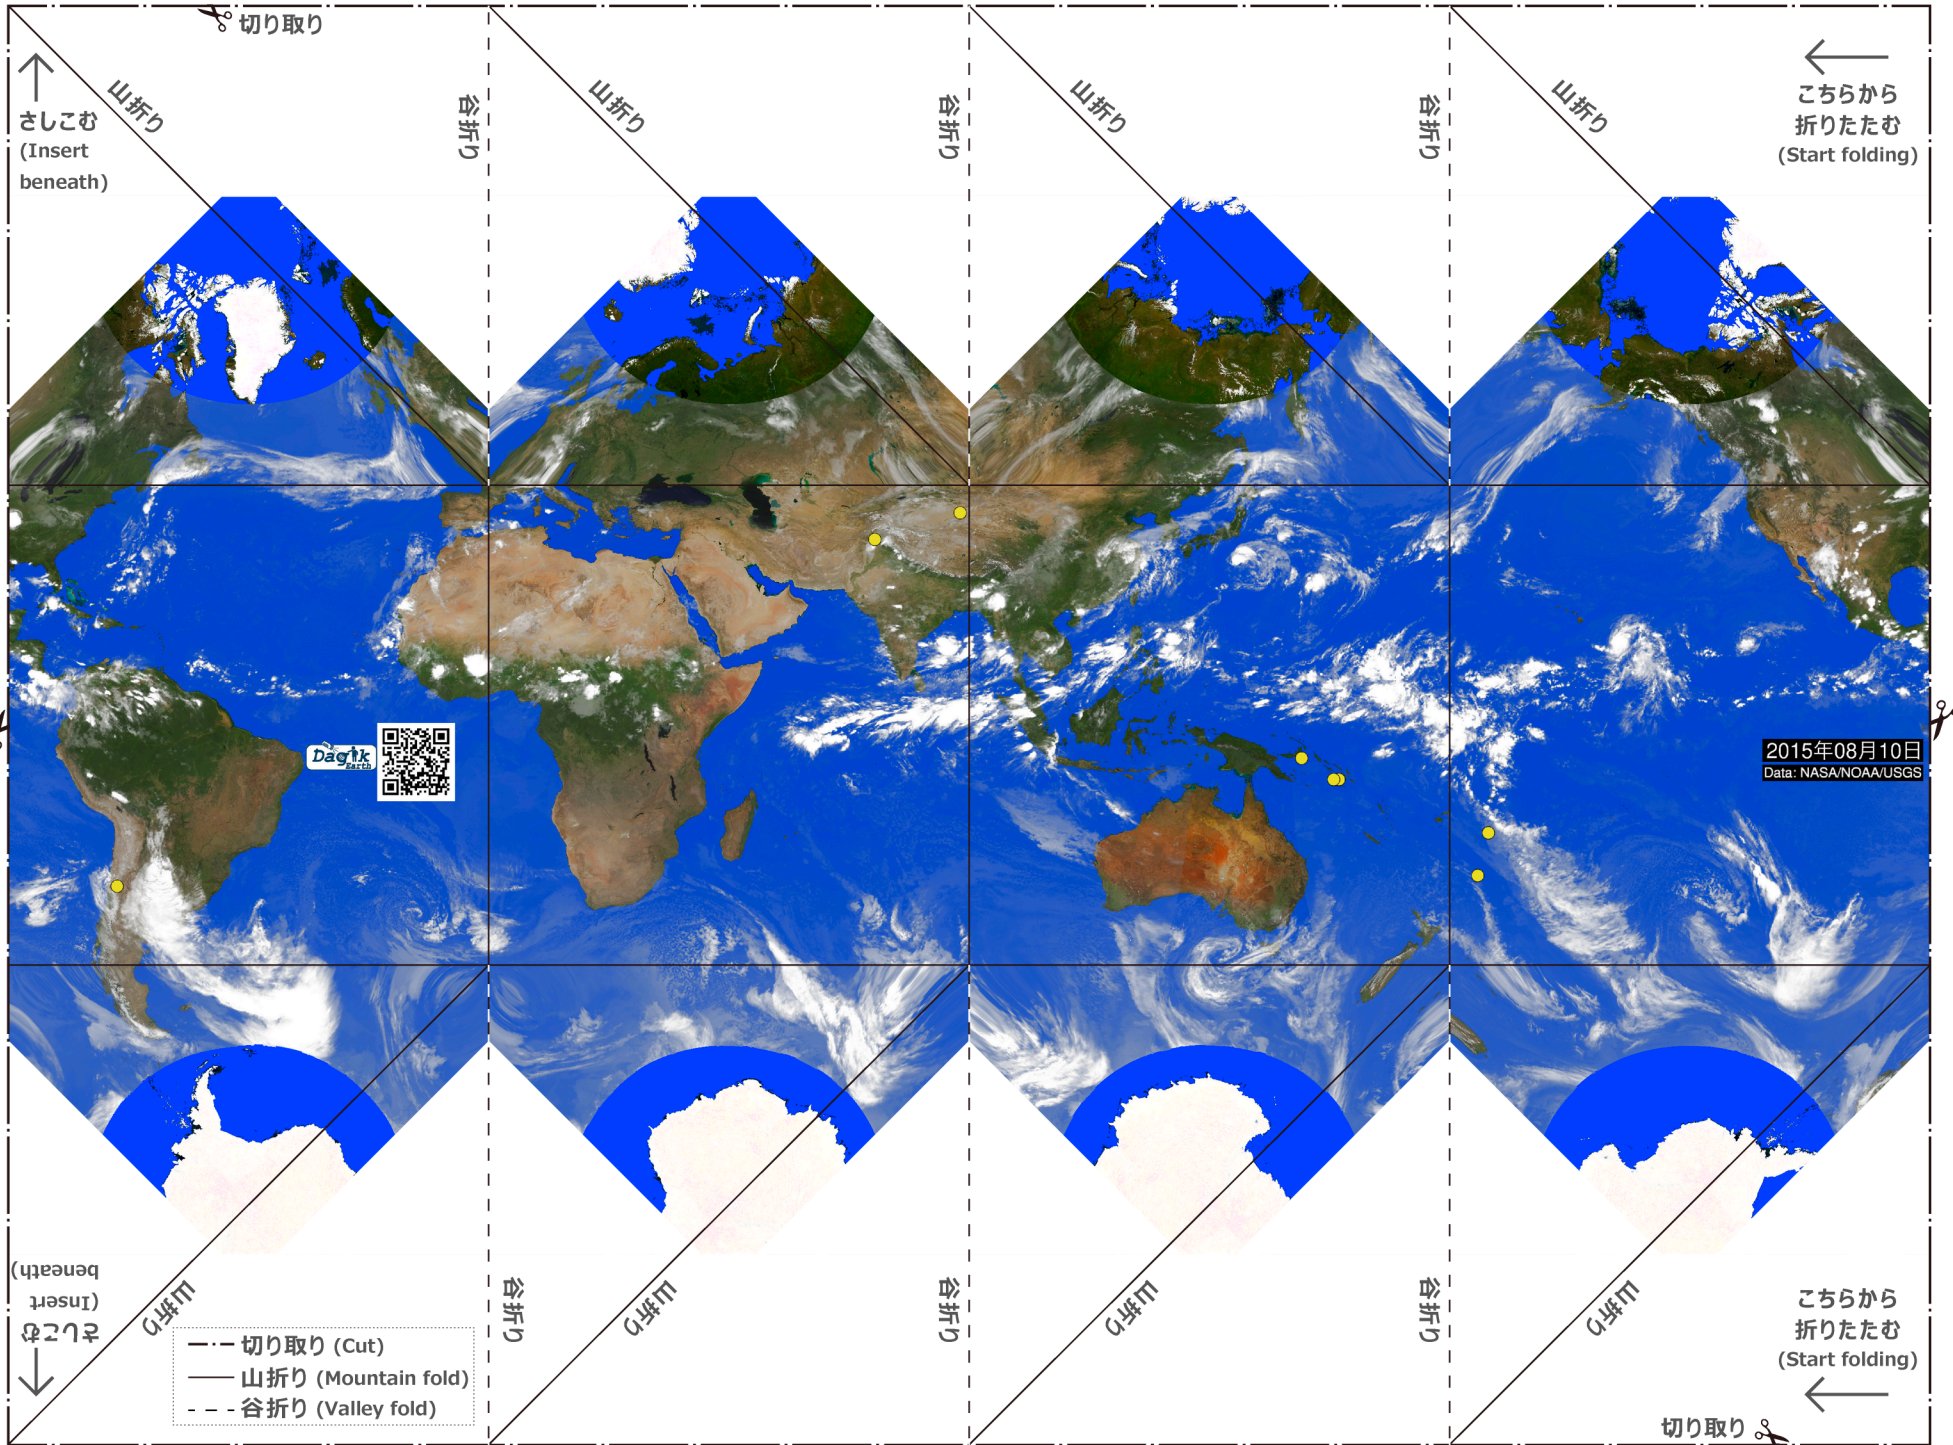 切り取り
さしこむ
(Insert
beneath)
山折り
谷折り
山折り
谷折り
山折り
谷折り
山折り
こちらから
折りたたむ
(Start folding)
Dagik
Earth
2015年08月10日
Data: NASA/NOAA/USGS
さしこむ
(Insert
beneath)
山折り
谷折り
山折り
谷折り
山折り
谷折り
山折り
こちらから
折りたたむ
(Start folding)
切り取り (Cut)
山折り (Mountain fold)
谷折り (Valley fold)
切り取り